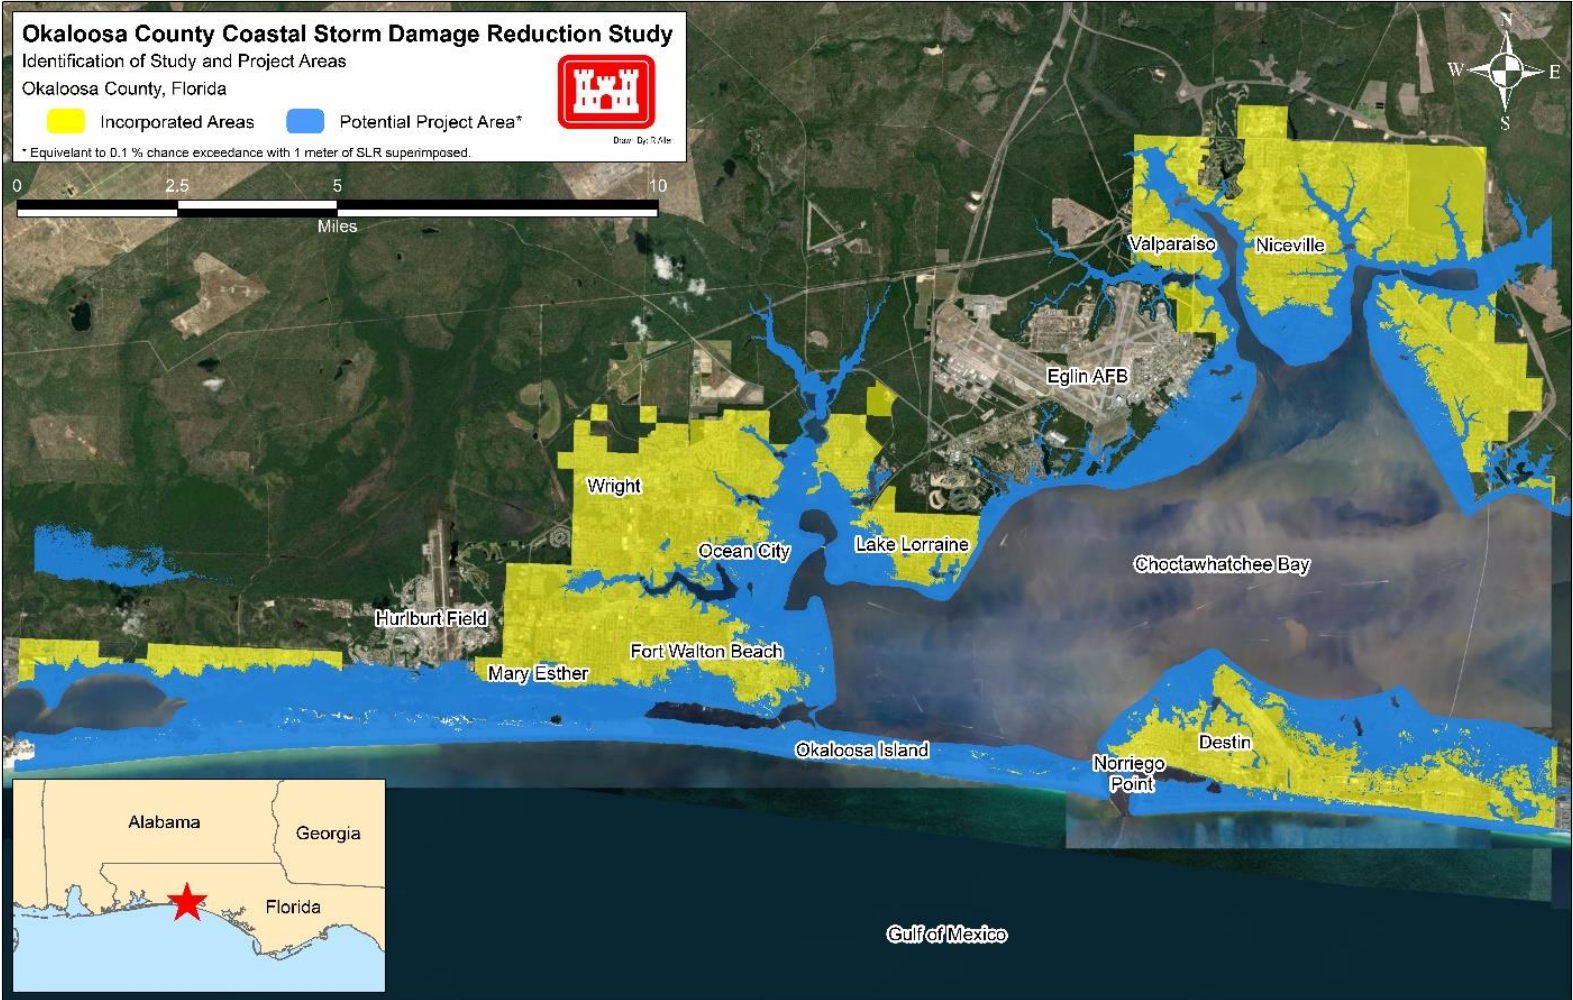 Okaloosa County Coastal Storm Damage Reduction Study
Identification of Study and Project Areas
Okaloosa County, Florida
Incorporated Areas
Potential Project Area*
Drawn By: R Allen
* Equivelant to 0.1 % chance exceedance with 1 meter of SLR superimposed.
0 2.5 5 10
Miles
N
W E
S
Valparaiso
Niceville
Eglin AFB
Wright
Ocean City
Lake Lorraine
Choctawhatchee Bay
Hurlburt Field
Mary Esther
Fort Walton Beach
Okaloosa Island
Destin
Norriego
Point
Alabama
Georgia
Florida
Gulf of Mexico